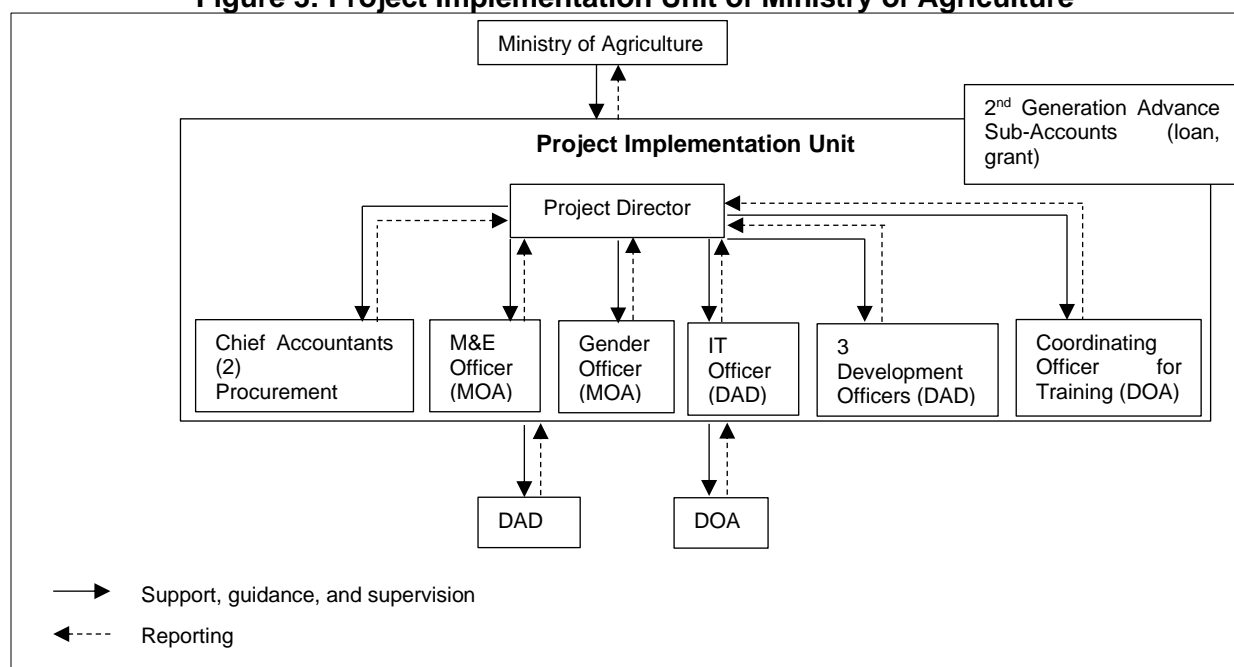 Figure 3: Project Implementation Unit of Ministry of Agriculture
Ministry of Agriculture
2nd Generation Advance
Sub-Accounts (loan,
grant)
Project Implementation Unit
Project Director
Chief Accountants
(2)
Procurement
M&E
Officer
(MOA)
Gender
Officer
(MOA)
IT
Officer
(DAD)
3
Development
Officers (DAD)
Coordinating
Officer for
Training (DOA)
DAD
DOA
Support, guidance, and supervision
Reporting